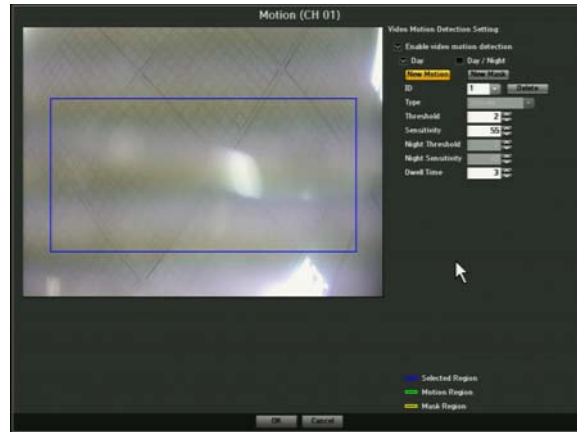 Motion (CH 01)
Video Motion Detection Setting
Enable video motion detection
Day Day / Night
New Motion New Mask
ID 1 Delete
Type
Threshold 2
Sensitivity 55
Night Threshold
Night Sensitivity
Dwell Time 3
Selected Region
Motion Region
Mask Region
OK Cancel